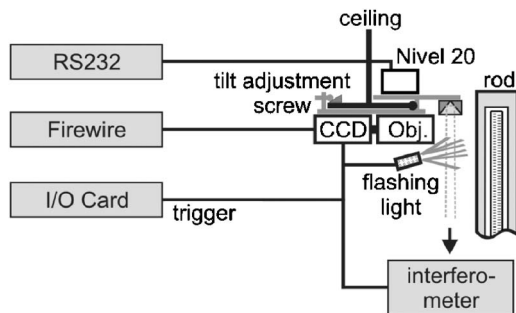 ceiling
RS232
Nivel 20
rod
tilt adjustment
screw
Firewire
CCD
Obj.
I/O Card
trigger
flashing
light
interfero-
meter